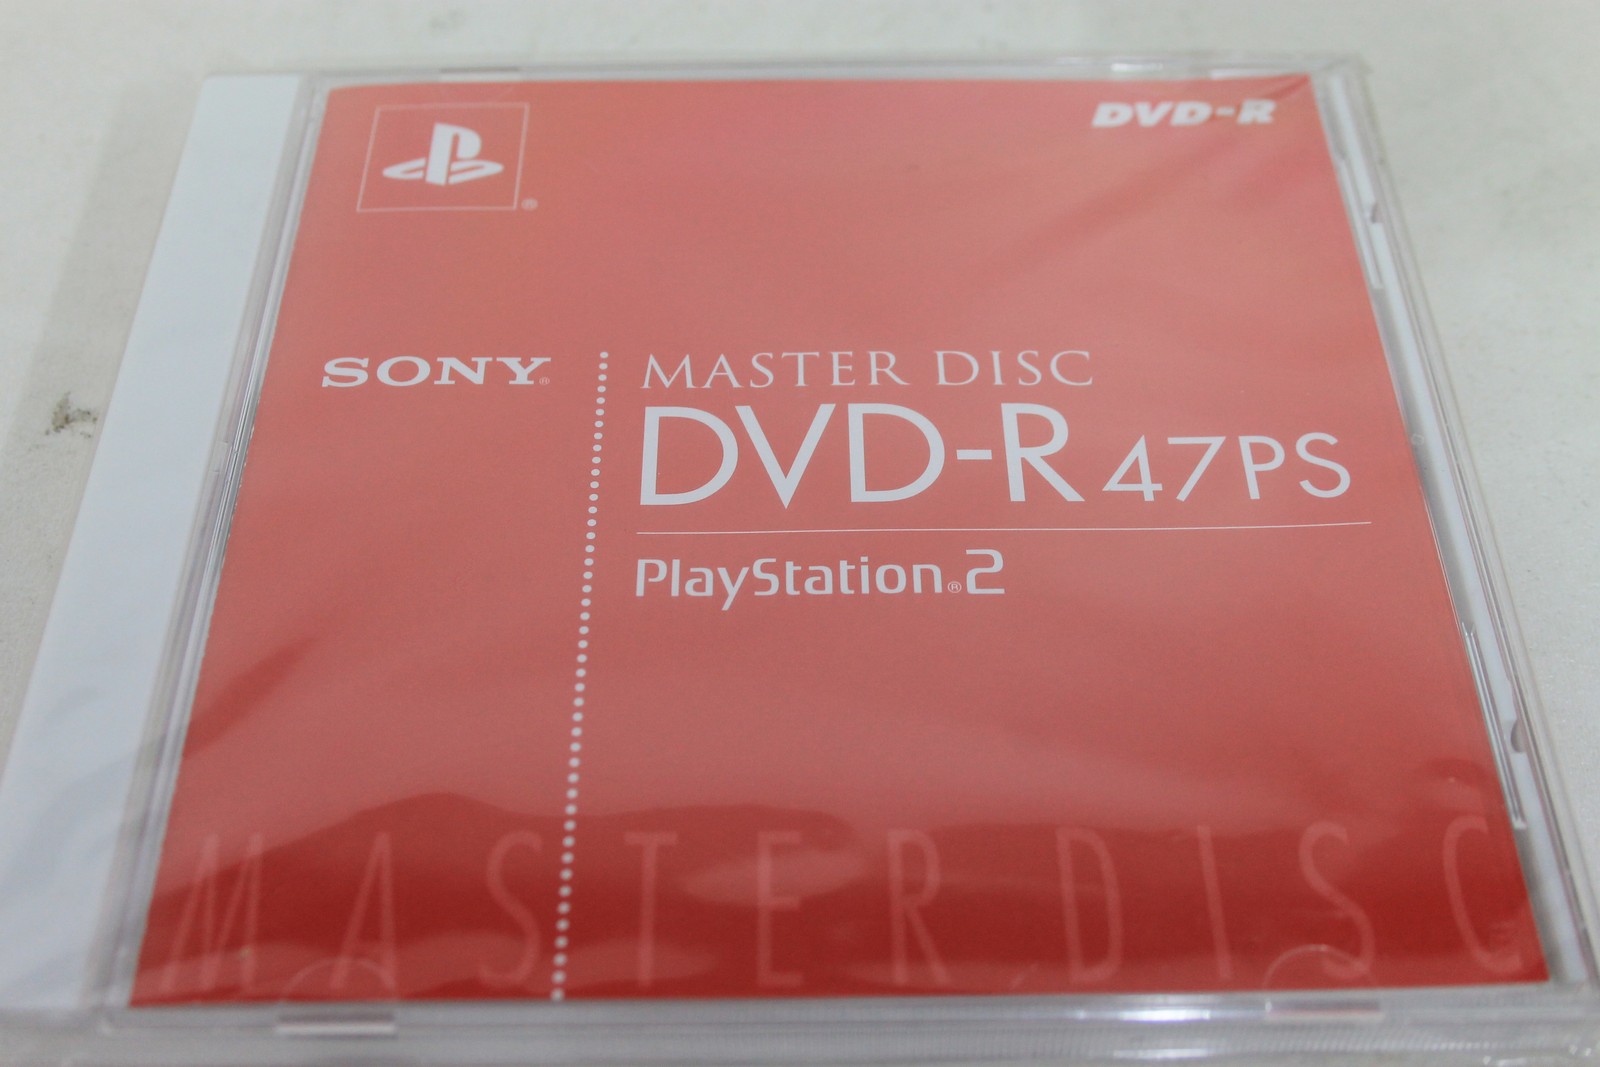 DVD-R
®
SONY®
MASTER DISC
DVD-R 47PS
PlayStation®2
MASTER DISC